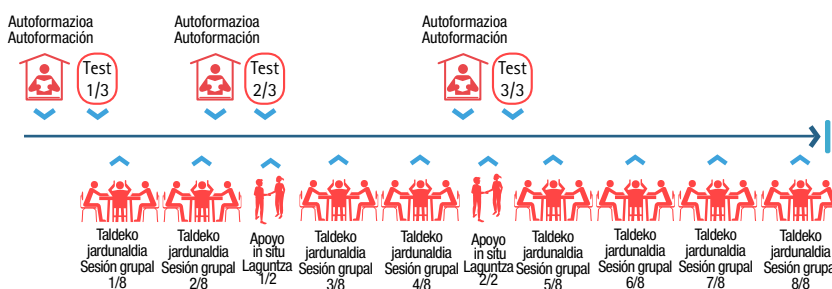 Autoformazioa
Autoformación
Test
1/3
Autoformazioa
Autoformación
Test
2/3
Autoformazioa
Autoformación
Test
3/3
Taldeko
jardunaldia
Sesión grupal
1/8
Taldeko
jardunaldia
Sesión grupal
2/8
Apoyo
in situ
Laguntza
1/2
Taldeko
jardunaldia
Sesión grupal
3/8
Taldeko
jardunaldia
Sesión grupal
4/8
Apoyo
in situ
Laguntza
2/2
Taldeko
jardunaldia
Sesión grupal
5/8
Taldeko
jardunaldia
Sesión grupal
6/8
Taldeko
jardunaldia
Sesión grupal
7/8
Taldeko
jardunaldia
Sesión grupal
8/8